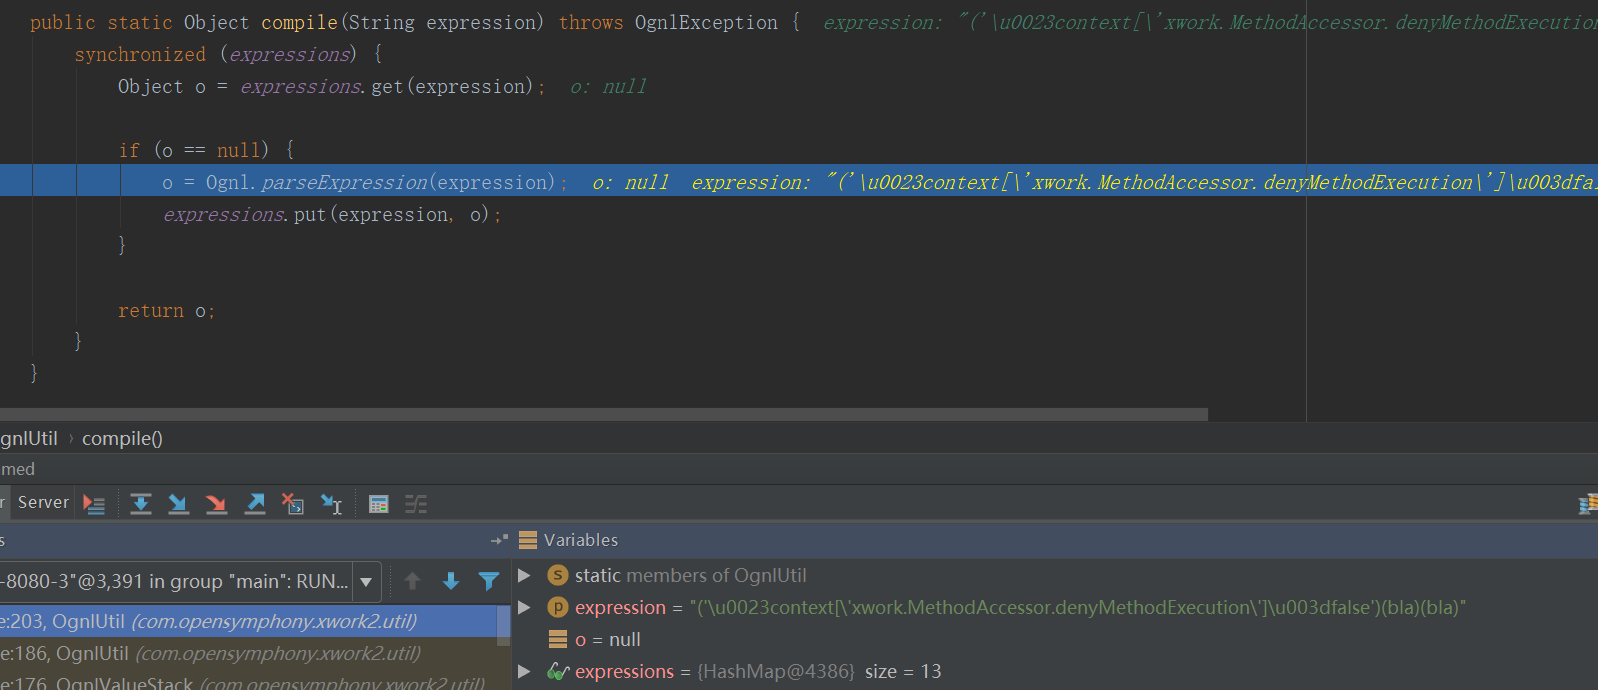 public static Object compile(String expression) throws OgnlException {  expression: "('\u0023context[\'xwork.MethodAccessor.denyMethodExecution
synchronized (expressions) {
Object o = expressions.get(expression);  o: null
if (o == null) {
o = Ognl.parseExpression(expression);  o: null  expression: "('\u0023context[\'xwork.MethodAccessor.denyMethodExecution\']\u003dfal
expressions.put(expression, o);
}
return o;
}
}
gnlUtil › compile()
med
r Server
s
Variables
-8080-3"@3,391 in group "main": RUN...
static members of OgnlUtil
expression = "('\u0023context[\'xwork.MethodAccessor.denyMethodExecution\']\u003dfalse')(bla)(bla)"
e:203, OgnlUtil (com.opensymphony.xwork2.util)
o = null
e:186, OgnlUtil (com.opensymphony.xwork2.util)
expressions = {HashMap@4386} size = 13
e:176, OgnlValueStack (com.opensymphony.xwork2.util)